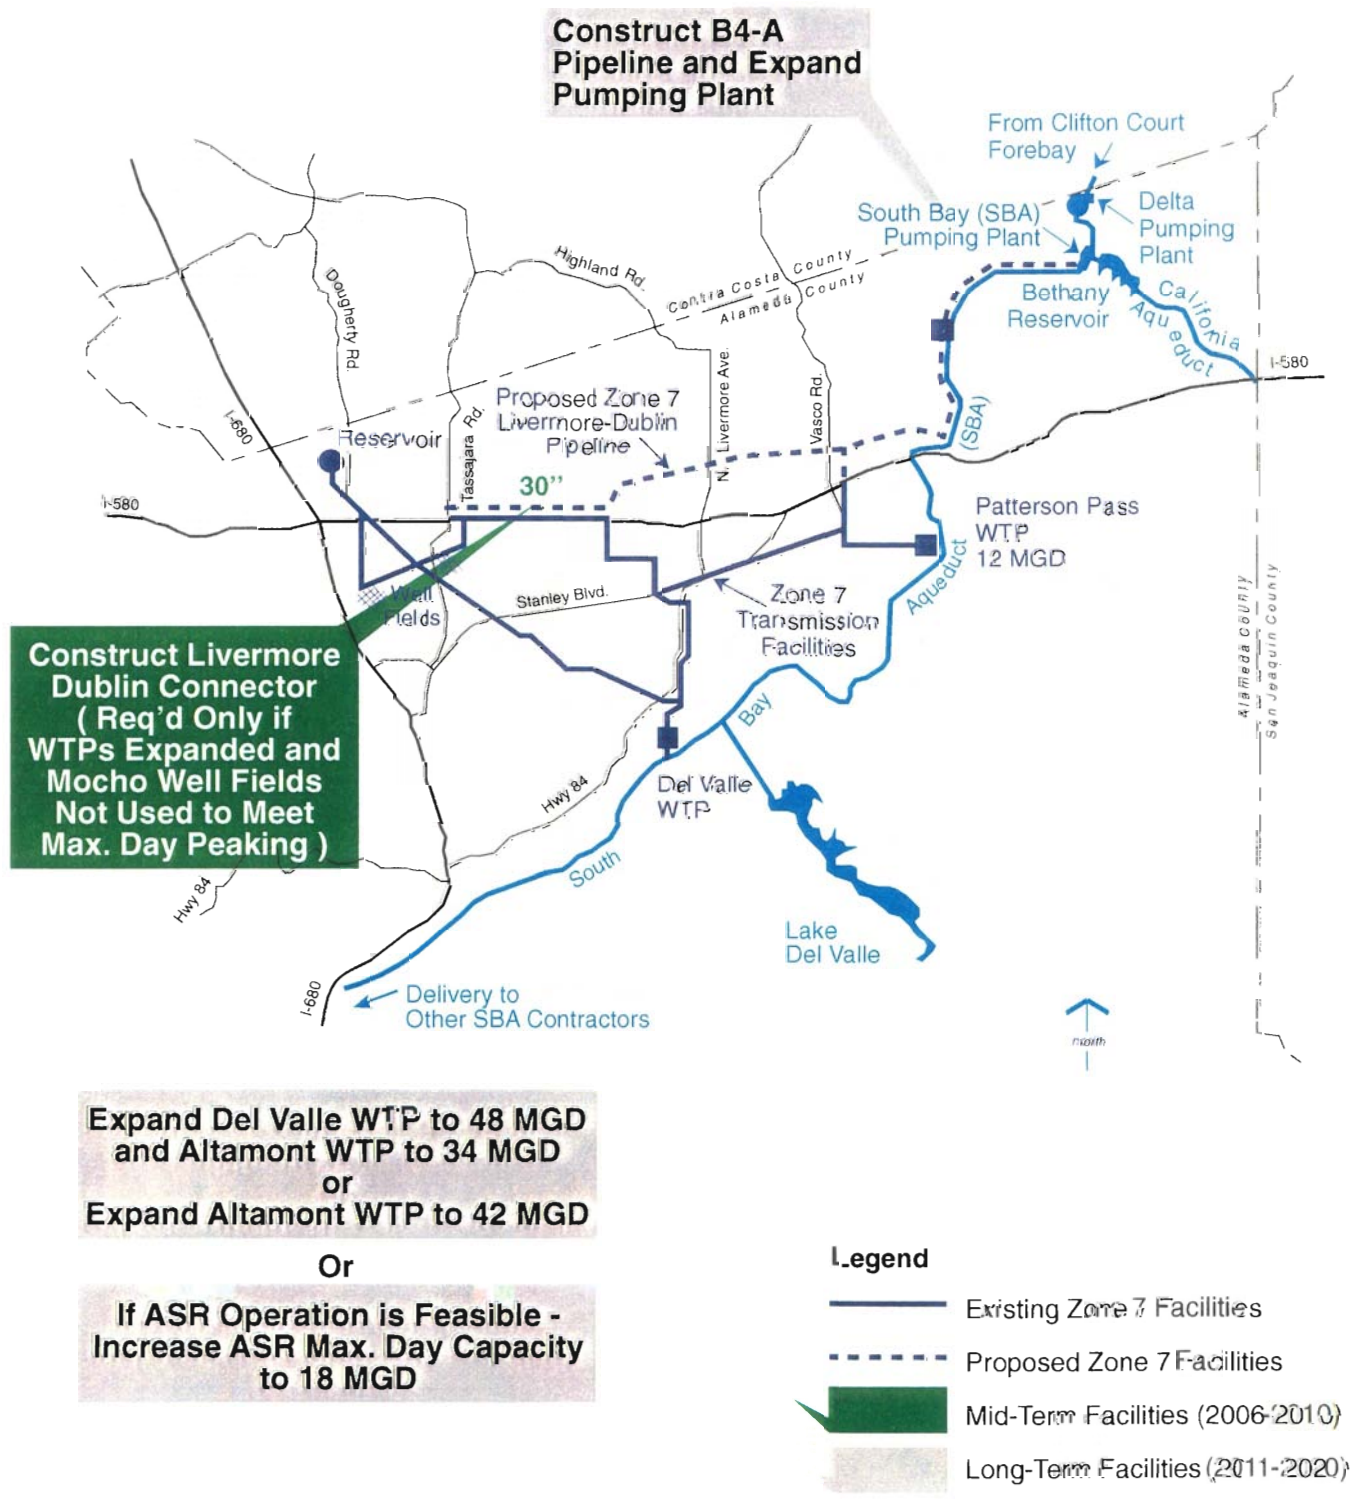 Construct B4-A
Pipeline and Expand
Pumping Plant
From Clifton Court
Forebay
South Bay (SBA)
Pumping Plant
Delta
Pumping
Plant
Bethany
Reservoir
California
Aqueduct
Highland Rd.
Contra Costa County
Alameda County
Dougherty Rd.
I-680
Reservoir
Tassajara Rd.
Proposed Zone 7
Livermore-Dublin
Pipeline
N. Livermore Ave.
Vasco Rd.
(SBA)
I-580
I-580
30"
Patterson Pass
WTP
12 MGD
Well
Fields
Stanley Blvd.
Zone 7
Transmission
Facilities
Aqueduct
Alameda County
San Joaquin County
Construct Livermore
Dublin Connector
( Req'd Only if
WTPs Expanded and
Mocho Well Fields
Not Used to Meet
Max. Day Peaking )
Bay
Del Valle
WTP
Hwy 84
South
Hwy 84
Lake
Del Valle
I-680
Delivery to
Other SBA Contractors
north
Expand Del Valle WTP to 48 MGD
and Altamont WTP to 34 MGD
or
Expand Altamont WTP to 42 MGD
Or
If ASR Operation is Feasible -
Increase ASR Max. Day Capacity
to 18 MGD
Legend
Existing Zone 7 Facilities
Proposed Zone 7 Facilities
Mid-Term Facilities (2006-2010)
Long-Term Facilities (2011-2020)